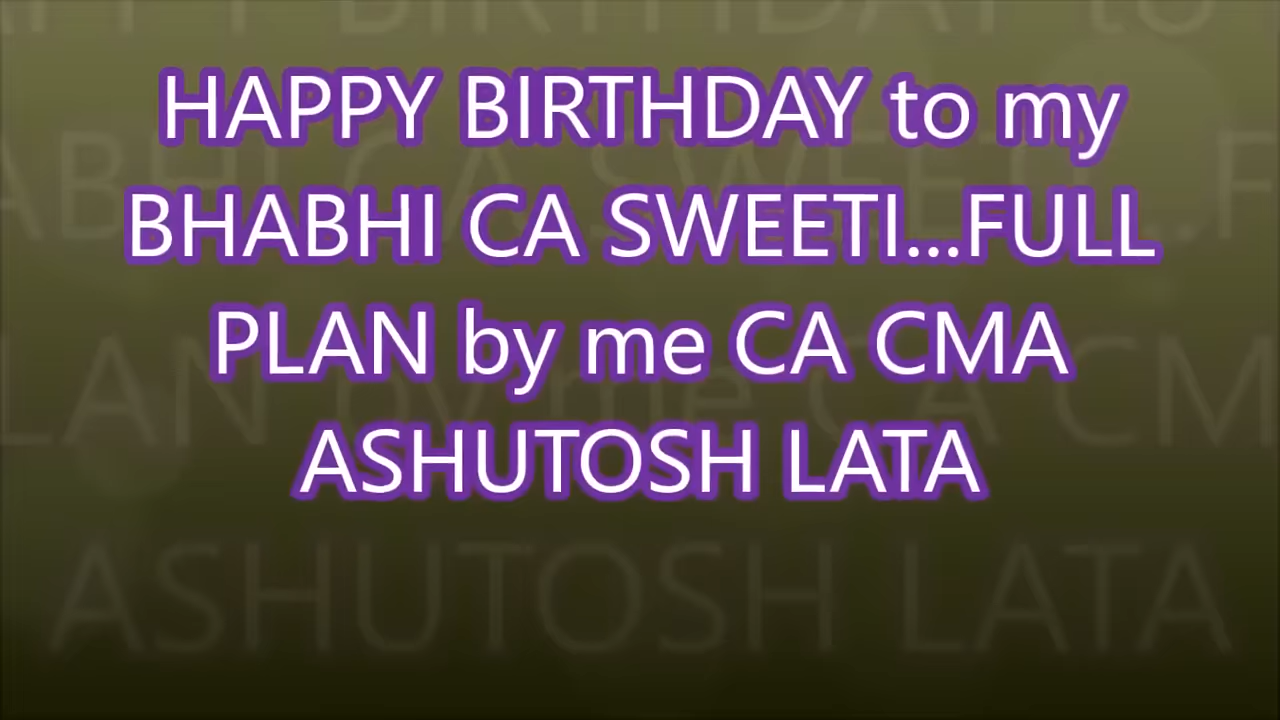 HAPPY BIRTHDAY to my
BHABHI CA SWEETI...FULL
PLAN by me CA CMA
ASHUTOSH LATA